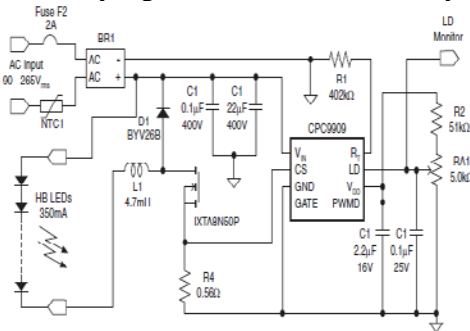 Fuse F2
2A
BR1
LD
Monitor
AC
-
AC Input
AC
+
00 265Vrms
NTC1
R1
402kΩ
D1
BYV26B
C1
0.1µF
400V
C1
22µF
400V
CPC9909
R2
51kΩ
VIN
RT
CS
LD
GND
VDD
GATE
PWMD
RA1
5.0kΩ
HB LEDs
350mA
L1
4.7mH
IXTA8N50P
C1
2.2µF
16V
C1
0.1µF
25V
R4
0.56Ω